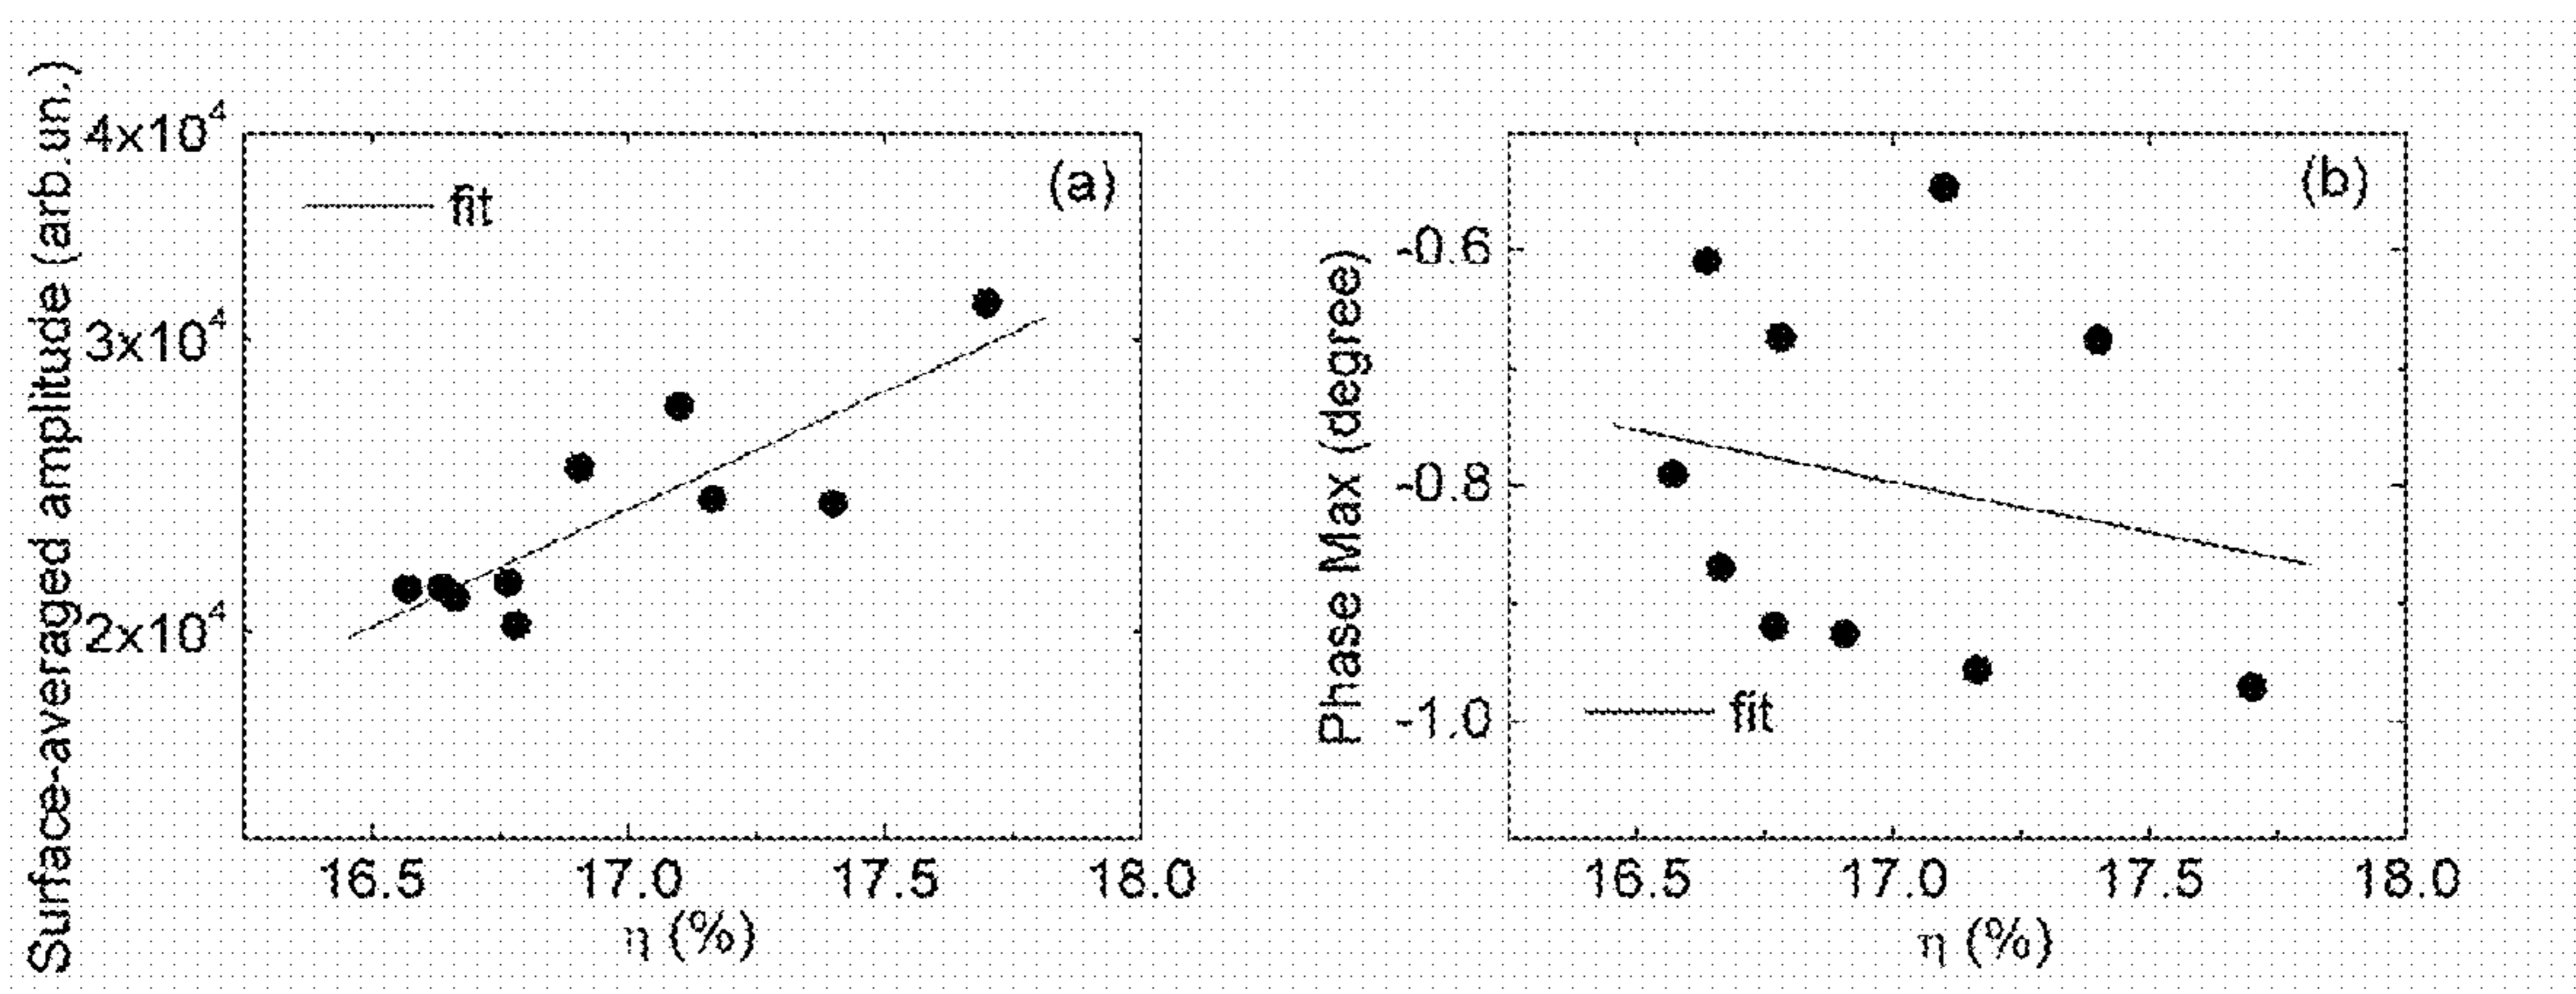 Surface-averaged amplitude (arb.un.)
4x10⁴
3x10⁴
2x10⁴
fit
(a)
16.5 17.0 17.5 18.0
η (%)
Phase Max (degree)
-0.6
-0.8
-1.0
(b)
fit
16.5 17.0 17.5 18.0
η (%)